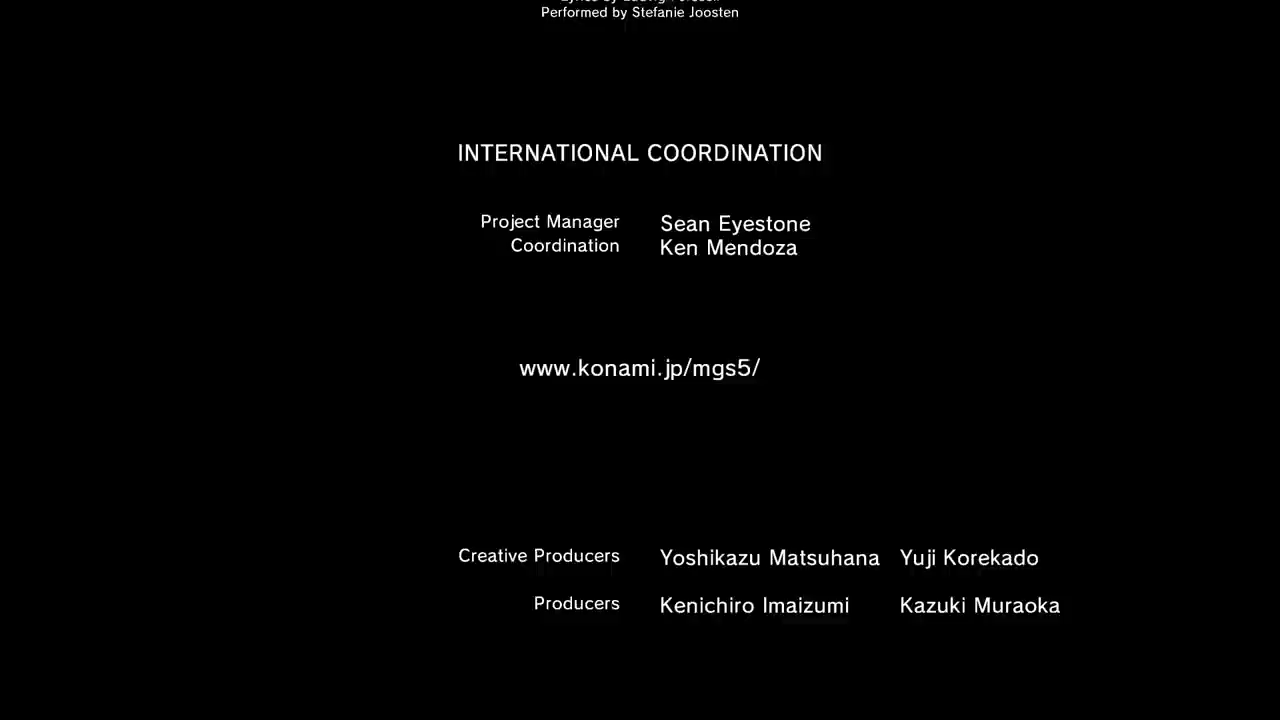 Performed by Stefanie Joosten
INTERNATIONAL COORDINATION
Project Manager Sean Eyestone
Coordination Ken Mendoza
www.konami.jp/mgs5/
Creative Producers Yoshikazu Matsuhana Yuji Korekado
Producers Kenichiro Imaizumi Kazuki Muraoka